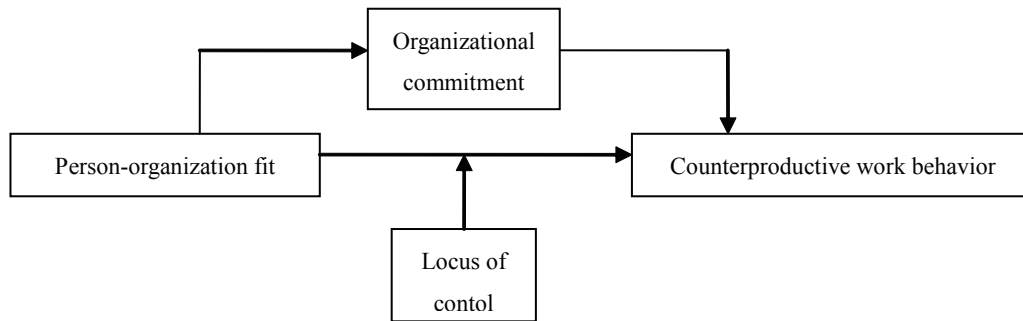 Organizational
commitment
Person-organization fit
Counterproductive work behavior
Locus of
contol